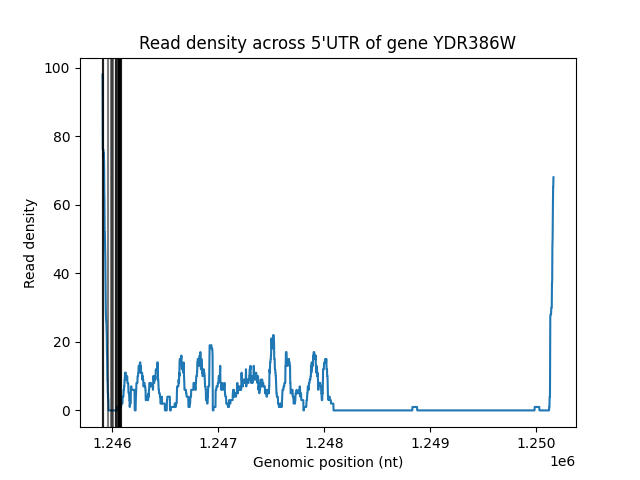 Read density across 5'UTR of gene YDR386W
100
80
60
40
20
0
Read density
1.246 1.247 1.248 1.249 1.250
1e6
Genomic position (nt)